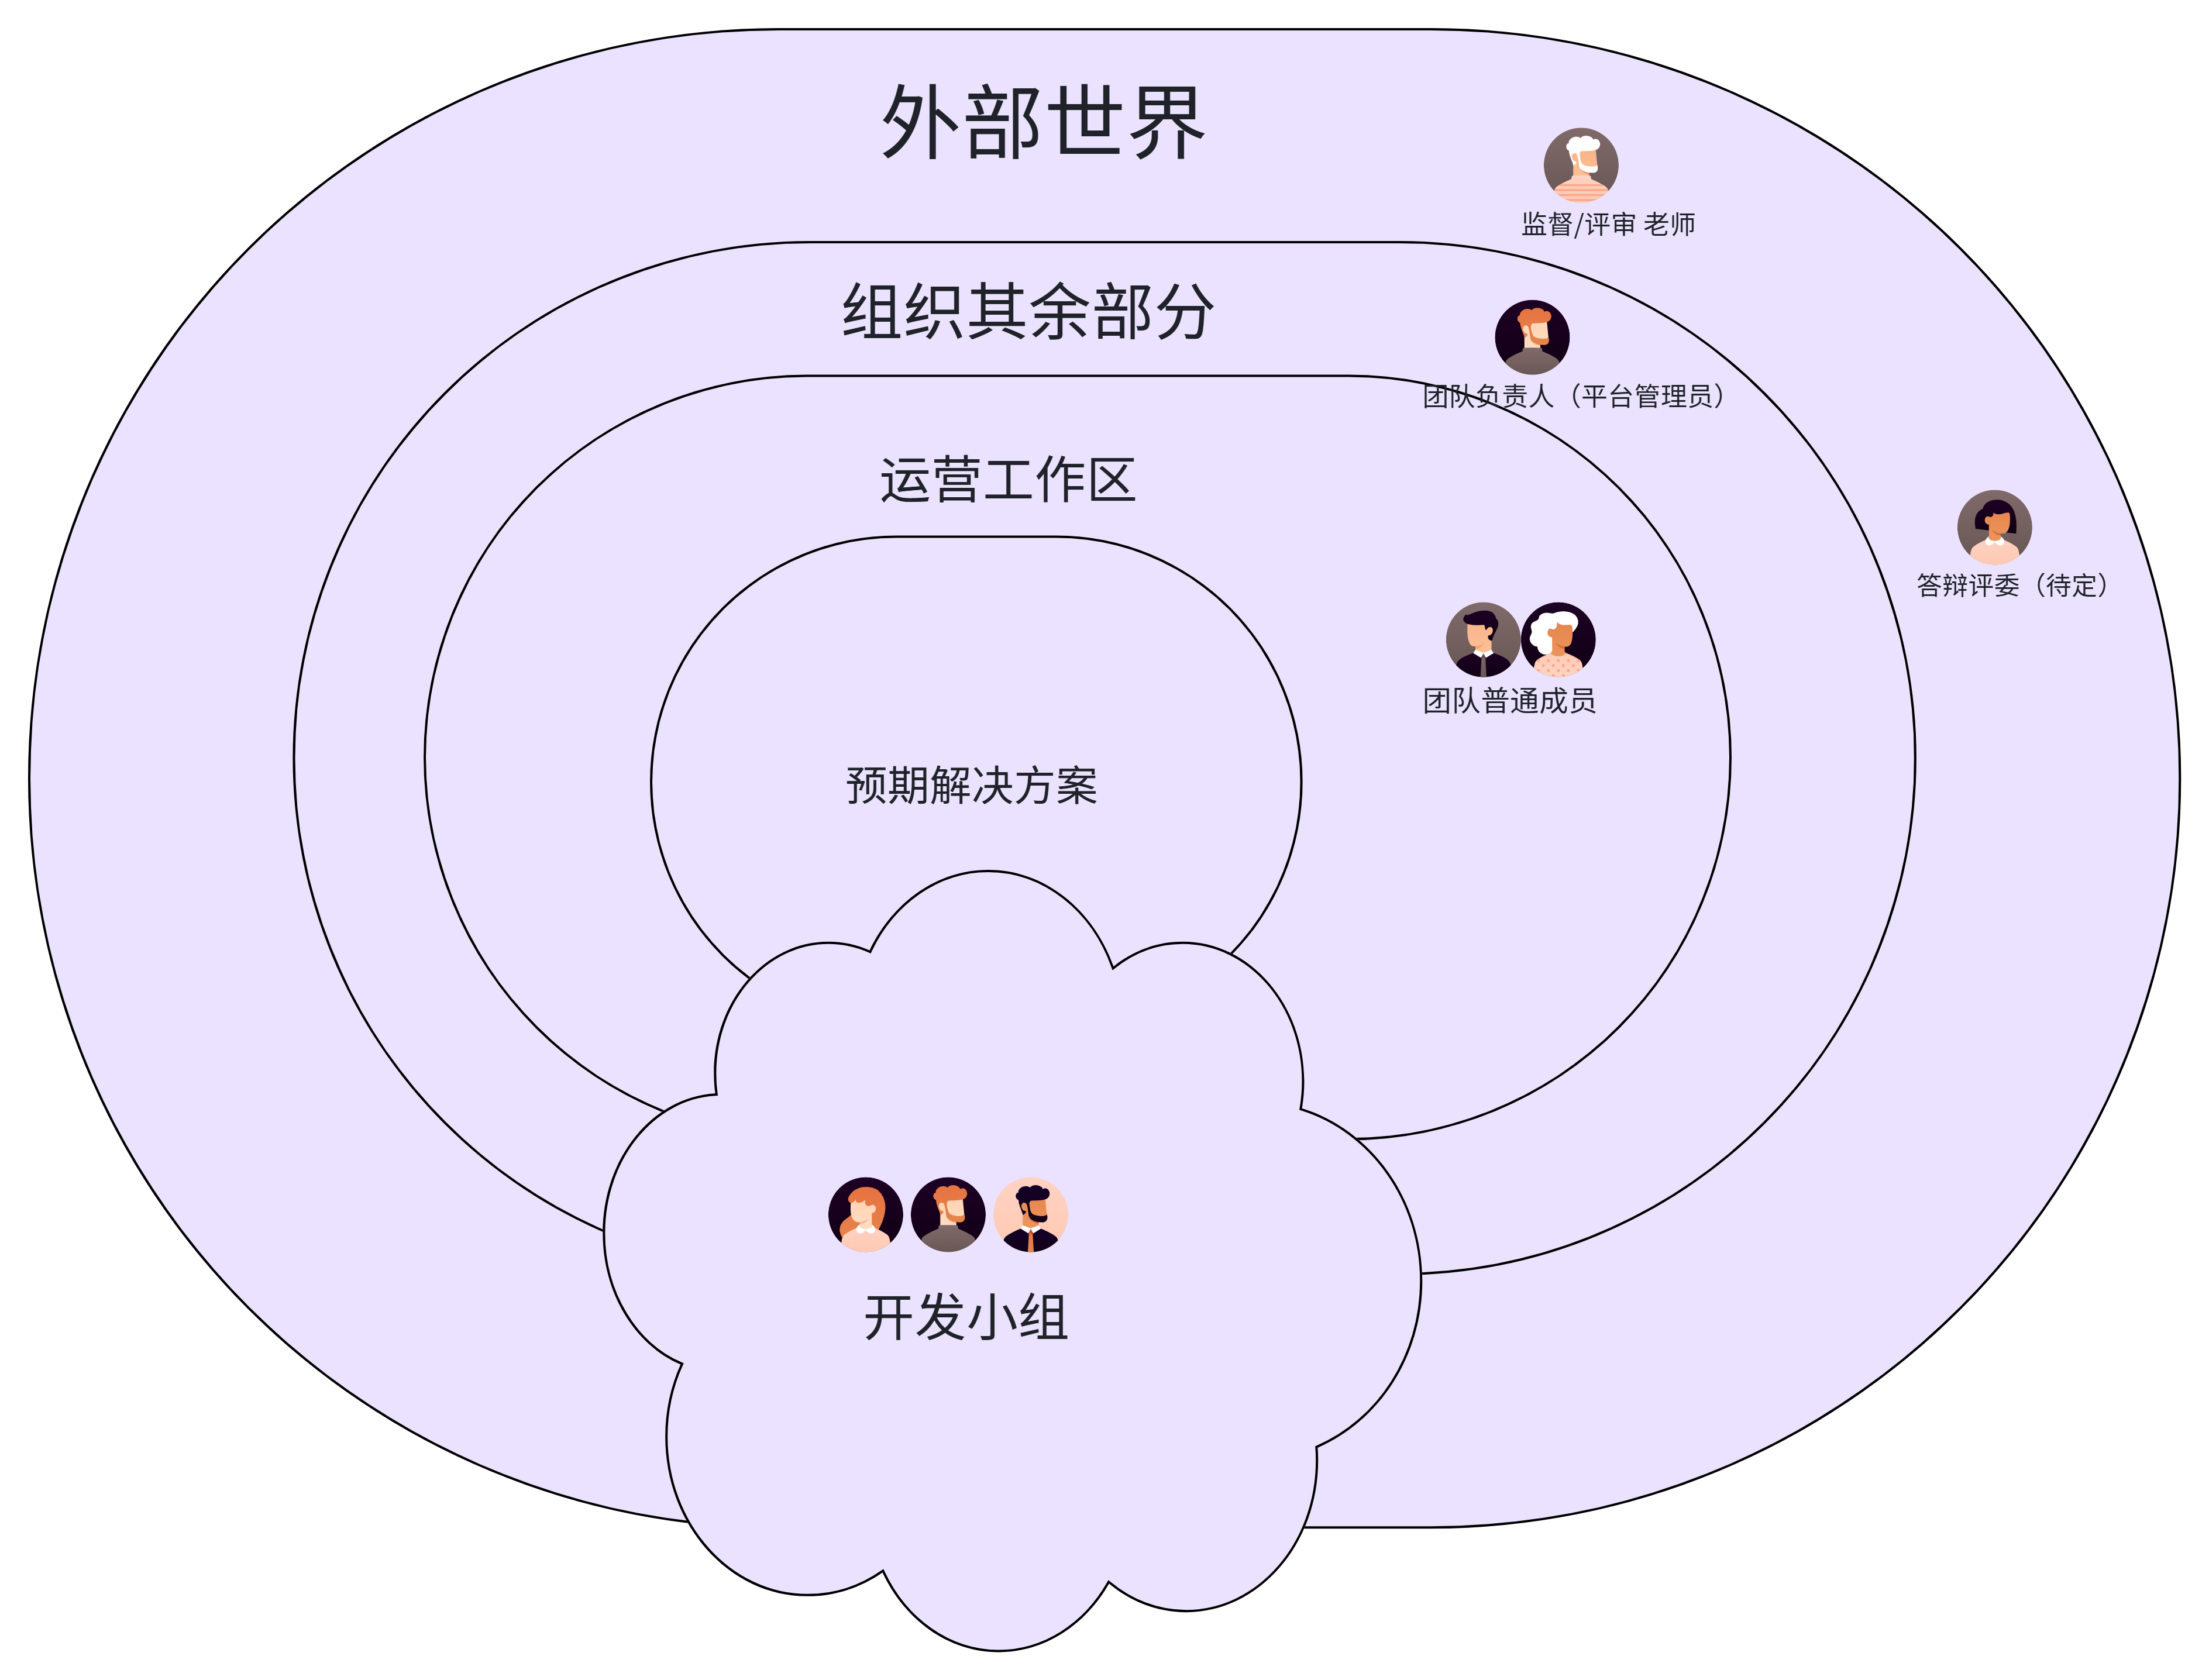 外部世界
监督/评审 老师
组织其余部分
团队负责人（平台管理员）
运营工作区
答辩评委（待定）
团队普通成员
预期解决方案
开发小组